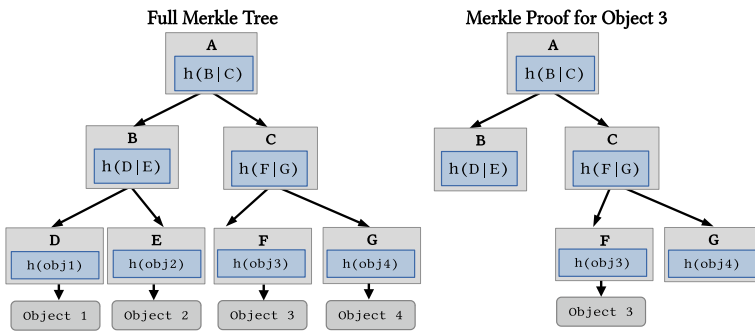 Full Merkle Tree
A
h(B|C)
B
h(D|E)
C
h(F|G)
D
h(obj1)
E
h(obj2)
F
h(obj3)
G
h(obj4)
Object 1
Object 2
Object 3
Object 4
Merkle Proof for Object 3
A
h(B|C)
B
h(D|E)
C
h(F|G)
F
h(obj3)
G
h(obj4)
Object 3